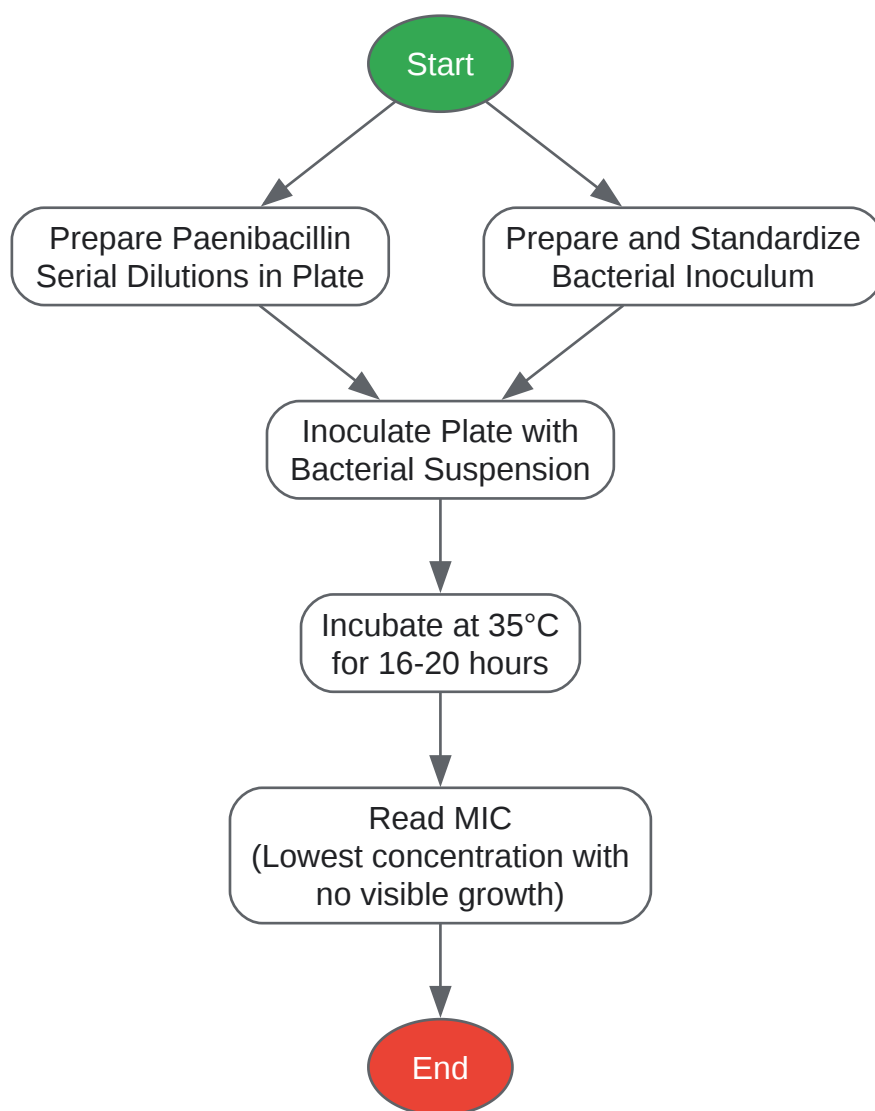 Start
Prepare Paenibacillin
Serial Dilutions in Plate
Prepare and Standardize
Bacterial Inoculum
Inoculate Plate with
Bacterial Suspension
Incubate at 35°C
for 16-20 hours
Read MIC
(Lowest concentration with
no visible growth)
End